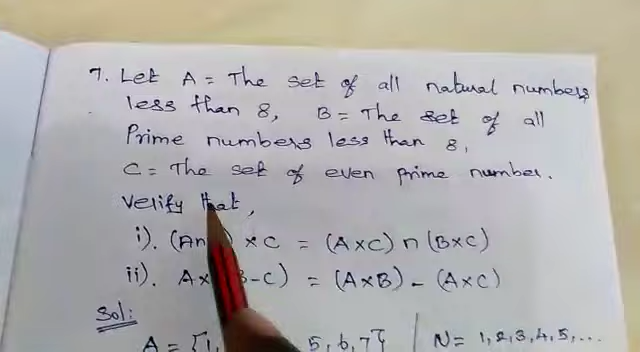 7. Let A = The set of all natural numbers
less than 8, B = The set of all
Prime numbers less than 8,
C = The set of even prime number.
Verify that,
i). (A∩ ) × C = (A×C) ∩ (B×C)
ii). A× -C) = (A×B) - (A×C)
Sol:
A = {1, 5, 6, 7} N = 1, 2, 3, 4, 5, ...